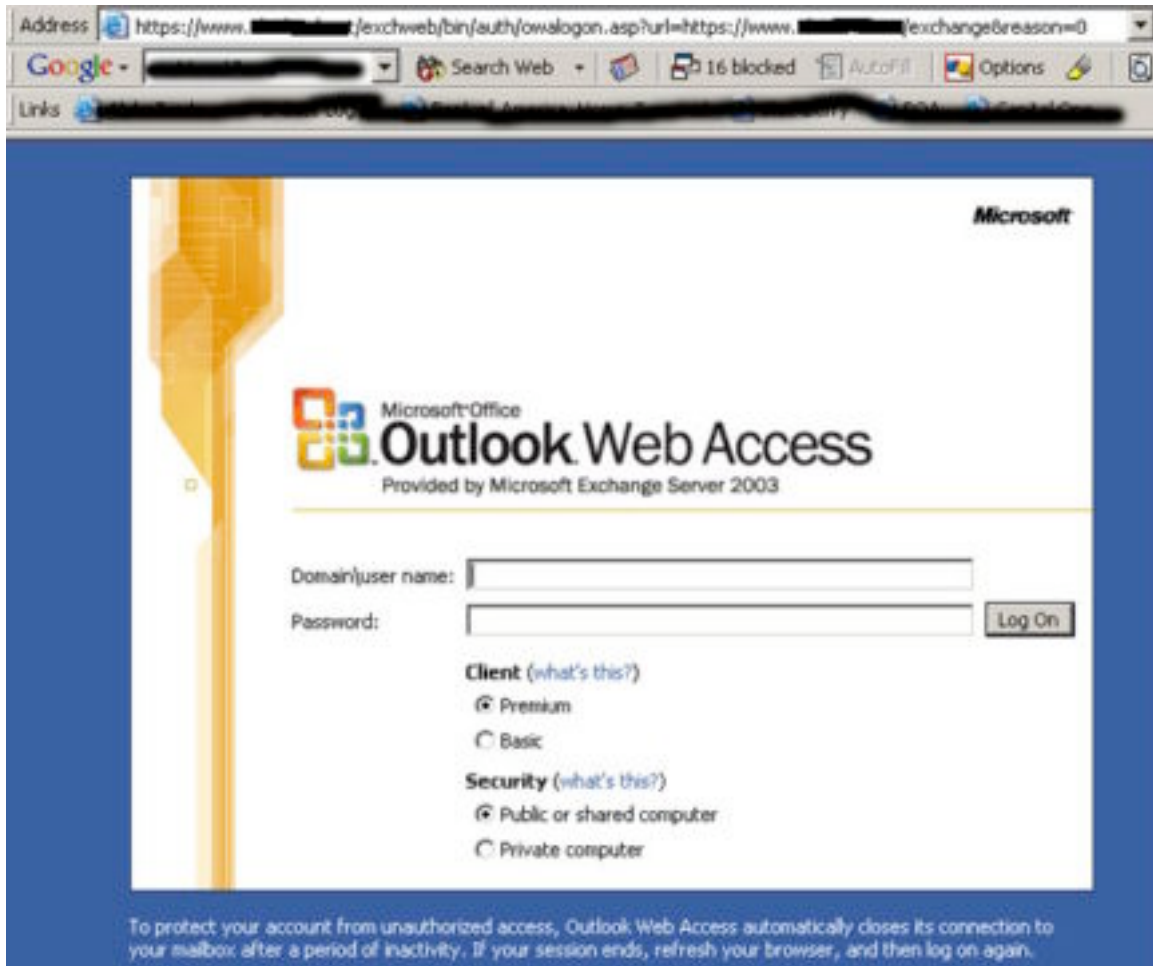 Address https://www. /exchweb/bin/auth/owalogon.asp?url=https://www. /exchange&reason=0
Google Search Web 16 blocked AutoFill Options
Links
Microsoft
Microsoft Office
Outlook Web Access
Provided by Microsoft Exchange Server 2003
Domain\user name:
Password:
Log On
Client (what's this?)
Premium
Basic
Security (what's this?)
Public or shared computer
Private computer
To protect your account from unauthorized access, Outlook Web Access automatically closes its connection to
your mailbox after a period of inactivity. If your session ends, refresh your browser, and then log on again.